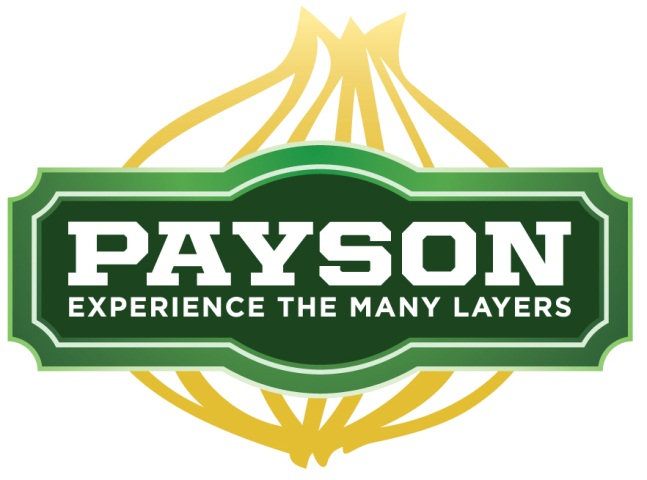 PAYSON
EXPERIENCE THE MANY LAYERS